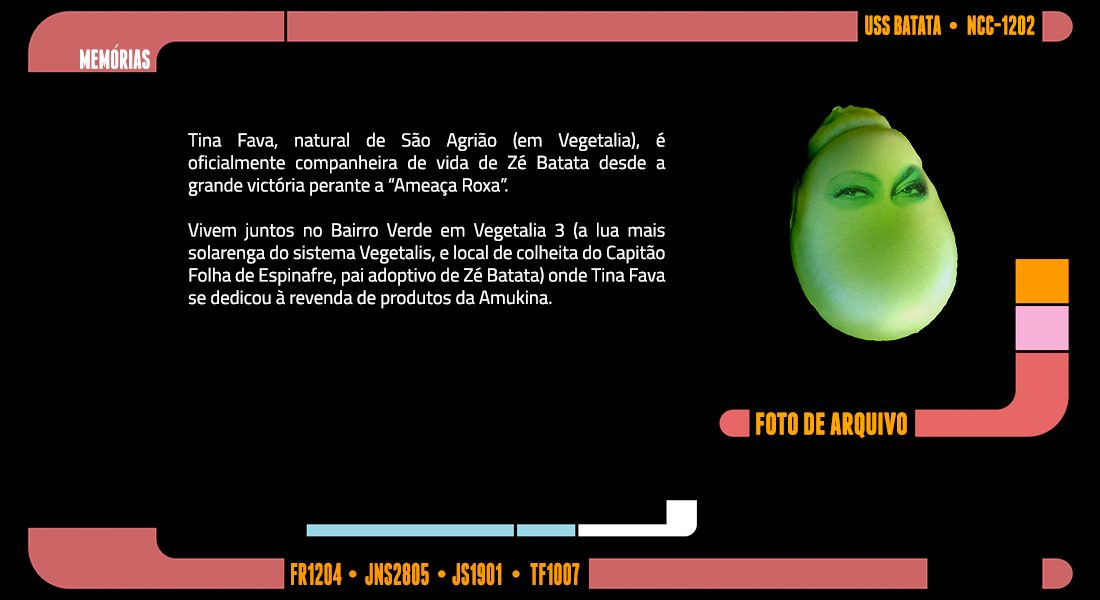 USS BATATA • NCC-1202
MEMÓRIAS
Tina Fava, natural de São Agrião (em Vegetalia), é
oficialmente companheira de vida de Zé Batata desde a
grande victória perante a “Ameaça Roxa”.
Vivem juntos no Bairro Verde em Vegetalia 3 (a lua mais
solarenga do sistema Vegetalis, e local de colheita do Capitão
Folha de Espinafre, pai adoptivo de Zé Batata) onde Tina Fava
se dedicou à revenda de produtos da Amukina.
FOTO DE ARQUIVO
FR1204 • JNS2805 • JS1901 • TF1007